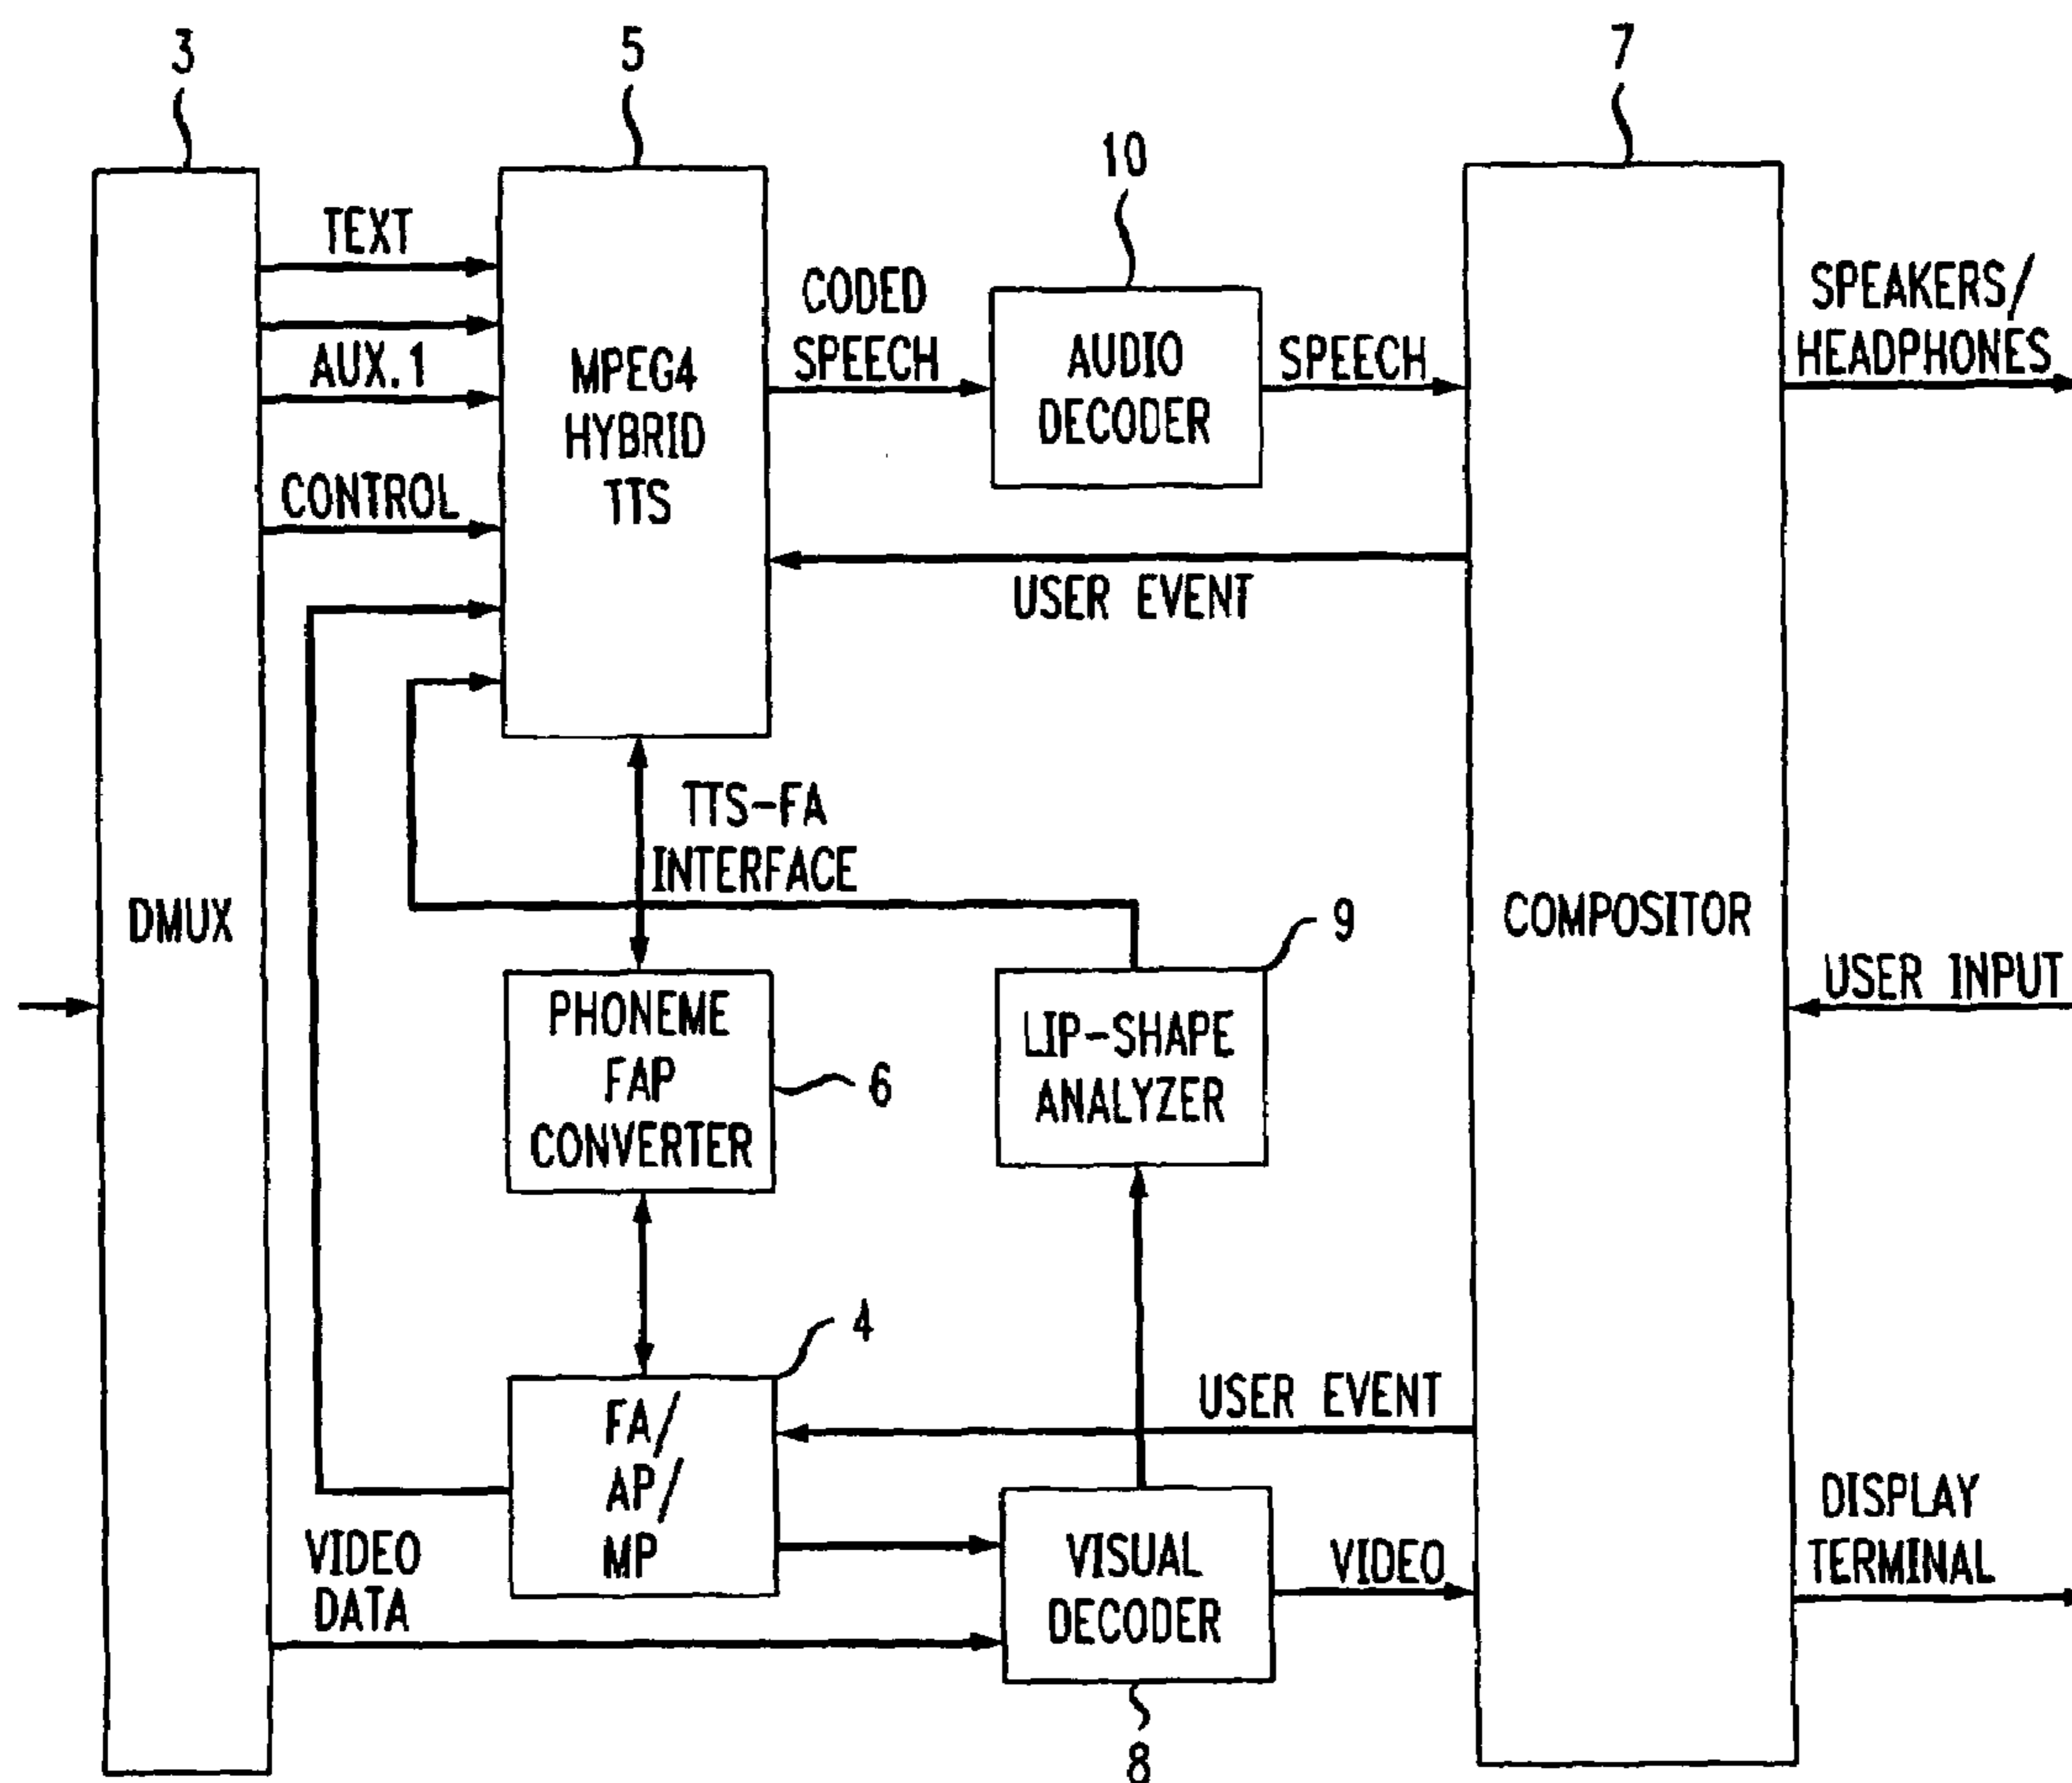 3
5
7
10
TEXT
AUX.1
CONTROL
MPEG4
HYBRID
TTS
CODED
SPEECH
AUDIO
DECODER
SPEECH
SPEAKERS/
HEADPHONES
USER EVENT
TTS-FA
INTERFACE
DMUX
COMPOSITOR
9
PHONEME
FAP
CONVERTER
6
LIP-SHAPE
ANALYZER
USER INPUT
4
FA/
AP/
MP
USER EVENT
VIDEO
DATA
VISUAL
DECODER
VIDEO
DISPLAY
TERMINAL
8